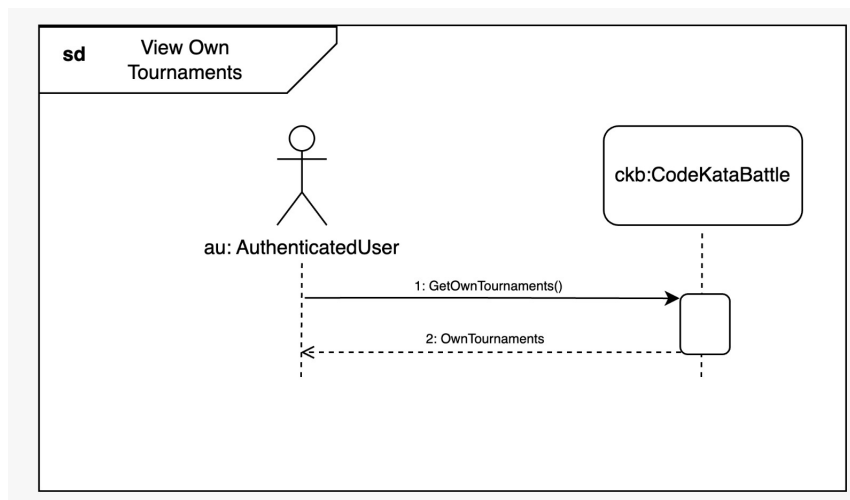 sd
View Own
Tournaments
ckb:CodeKataBattle
au: AuthenticatedUser
1: GetOwnTournaments()
2: OwnTournaments